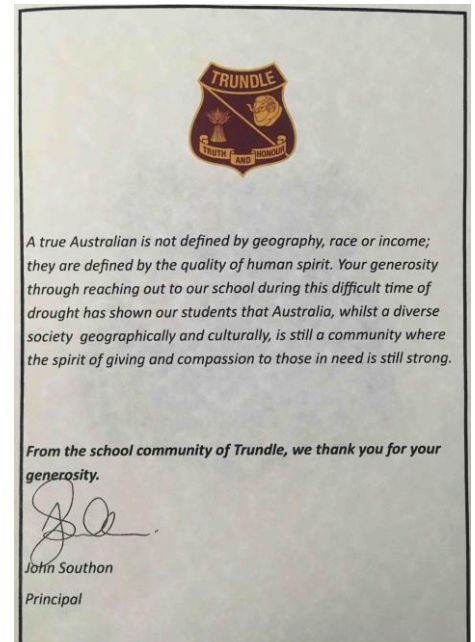 TRUNDLE
TRUTH AND HONOUR
A true Australian is not defined by geography, race or income;
they are defined by the quality of human spirit. Your generosity
through reaching out to our school during this difficult time of
drought has shown our students that Australia, whilst a diverse
society geographically and culturally, is still a community where
the spirit of giving and compassion to those in need is still strong.
From the school community of Trundle, we thank you for your
generosity.
John Southon
Principal